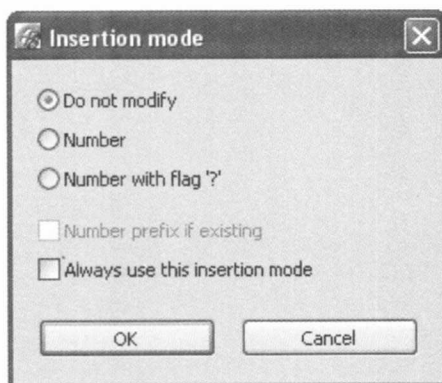 Insertion mode
Do not modify
Number
Number with flag '?'
Number prefix if existing
Always use this insertion mode
OK Cancel